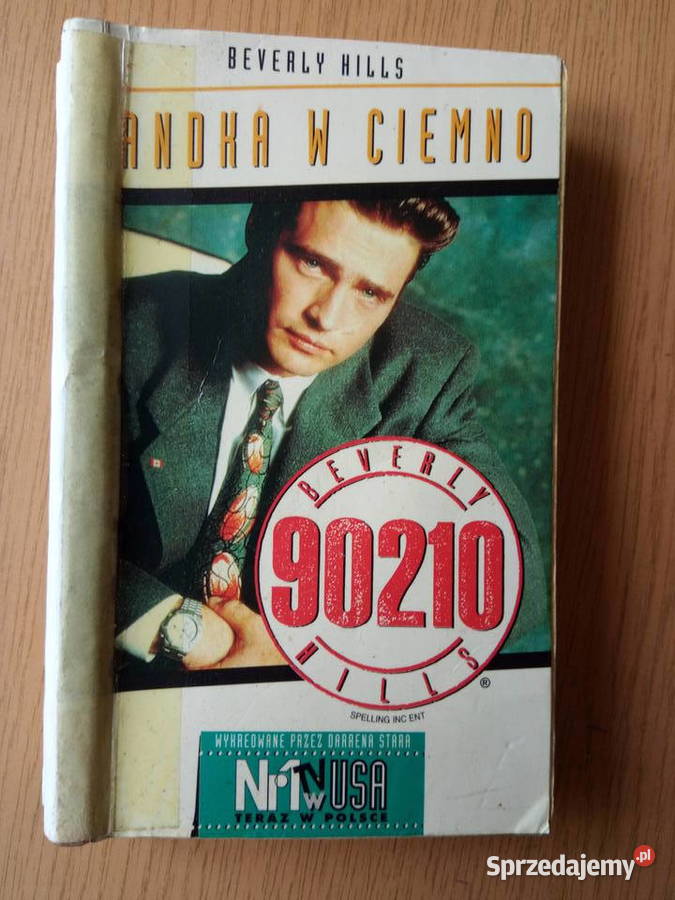 BEVERLY HILLS
ANDKA W CIEMNO
BEVERLY
90210
HILLS
®
SPELLING INC ENT
WYKREOWANE PRZEZ DARRENA STARA
Nr1 TV w USA
TERAZ W POLSCE
Sprzedajemy.pl